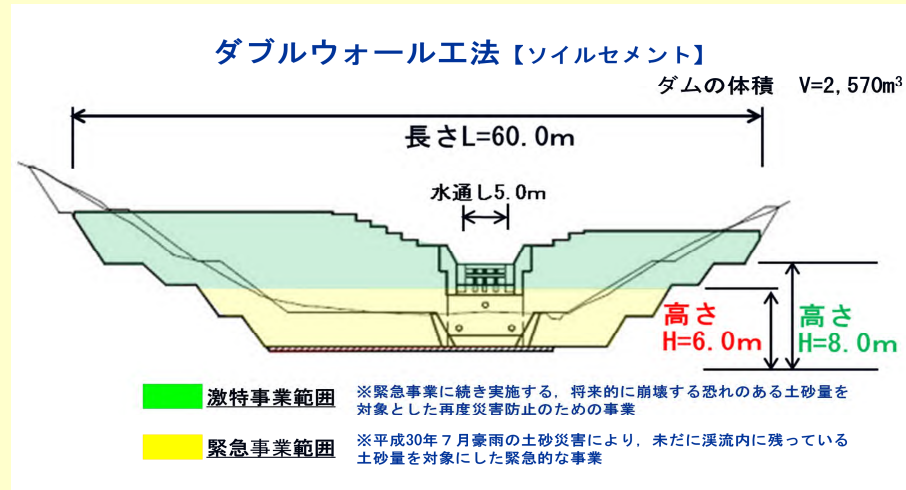 ダブルウォール工法【ソイルセメント】
ダムの体積 V=2,570m³
長さL=60.0m
水通し5.0m
高さ
H=6.0m
高さ
H=8.0m
激特事業範囲
※緊急事業に続き実施する，将来的に崩壊する恐れのある土砂量を
対象とした再度災害防止のための事業
緊急事業範囲
※平成30年７月豪雨の土砂災害により，未だに渓流内に残っている
土砂量を対象にした緊急的な事業